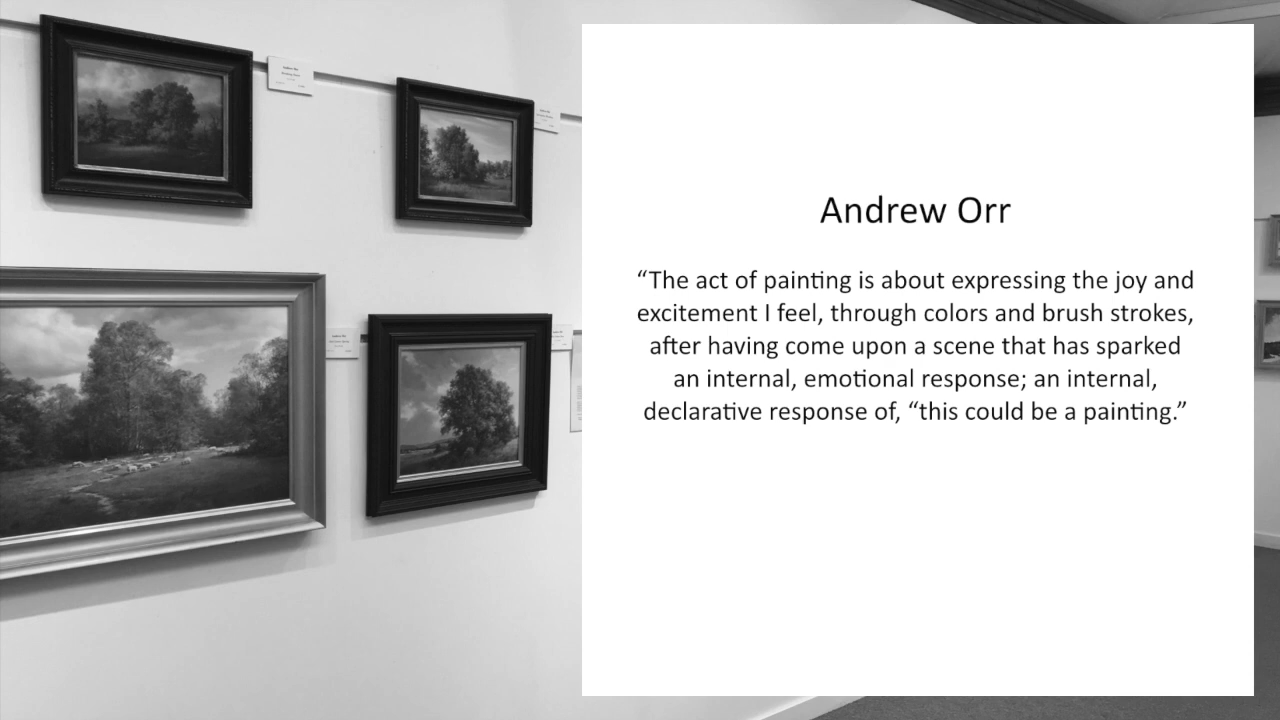 Andrew Orr
“The act of painting is about expressing the joy and
excitement I feel, through colors and brush strokes,
after having come upon a scene that has sparked
an internal, emotional response; an internal,
declarative response of, “this could be a painting.”